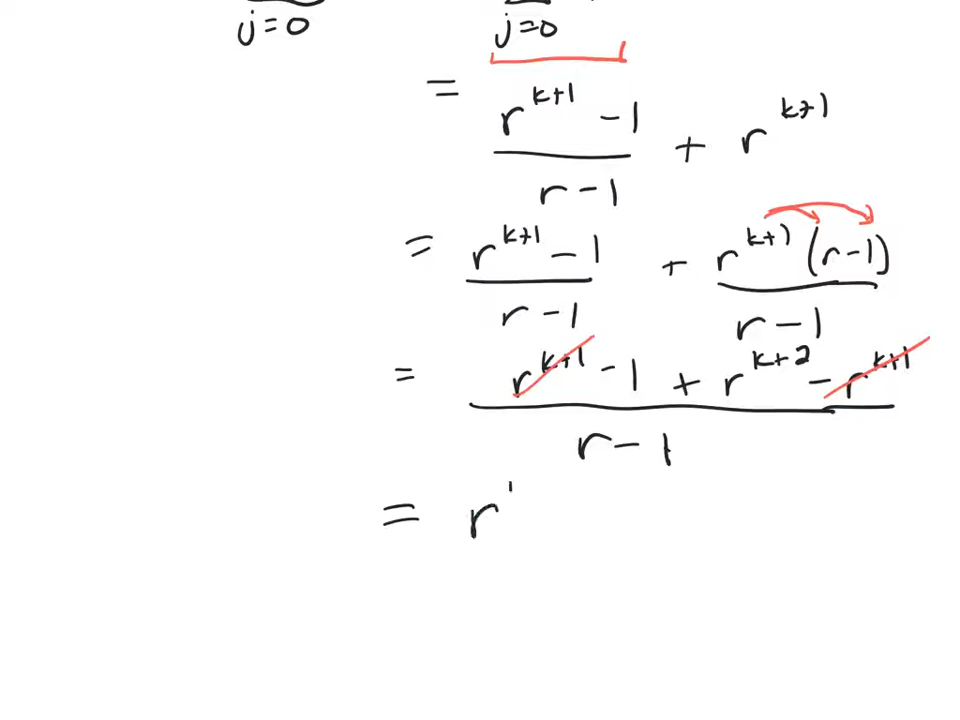 j=0 j=0
= (r^{k+1} - 1)/(r - 1) + r^{k+1}
= (r^{k+1} - 1)/(r - 1) + (r^{k+1} (r-1))/(r - 1)
= (r^{k+1} - 1 + r^{k+2} - r^{k+1})/(r - 1)
= r